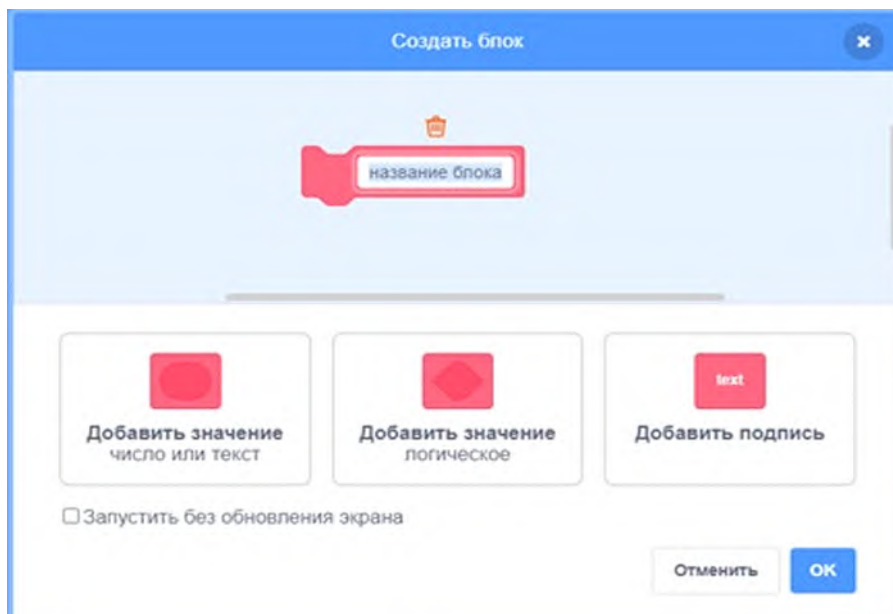 Создать блок
название блока
text
Добавить значение
число или текст
Добавить значение
логическое
Добавить подпись
Запустить без обновления экрана
Отменить
ОК